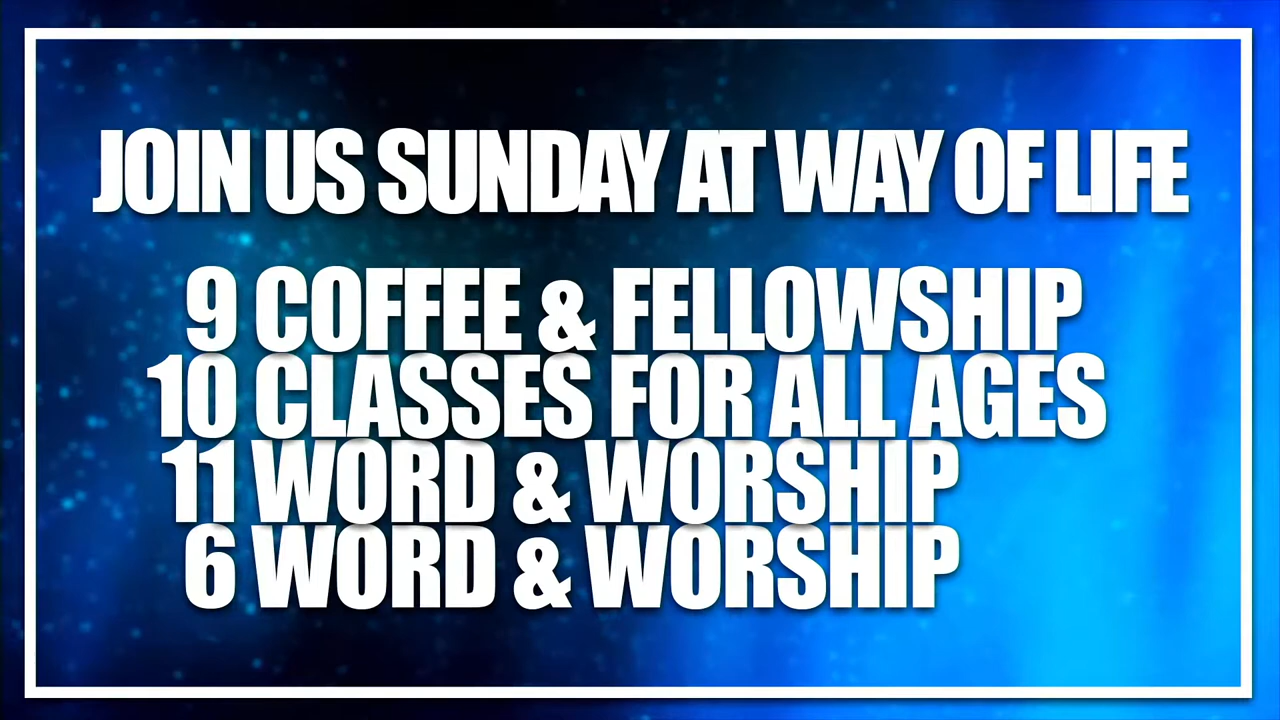 JOIN US SUNDAY AT WAY OF LIFE
9 COFFEE & FELLOWSHIP
10 CLASSES FOR ALL AGES
11 WORD & WORSHIP
6 WORD & WORSHIP